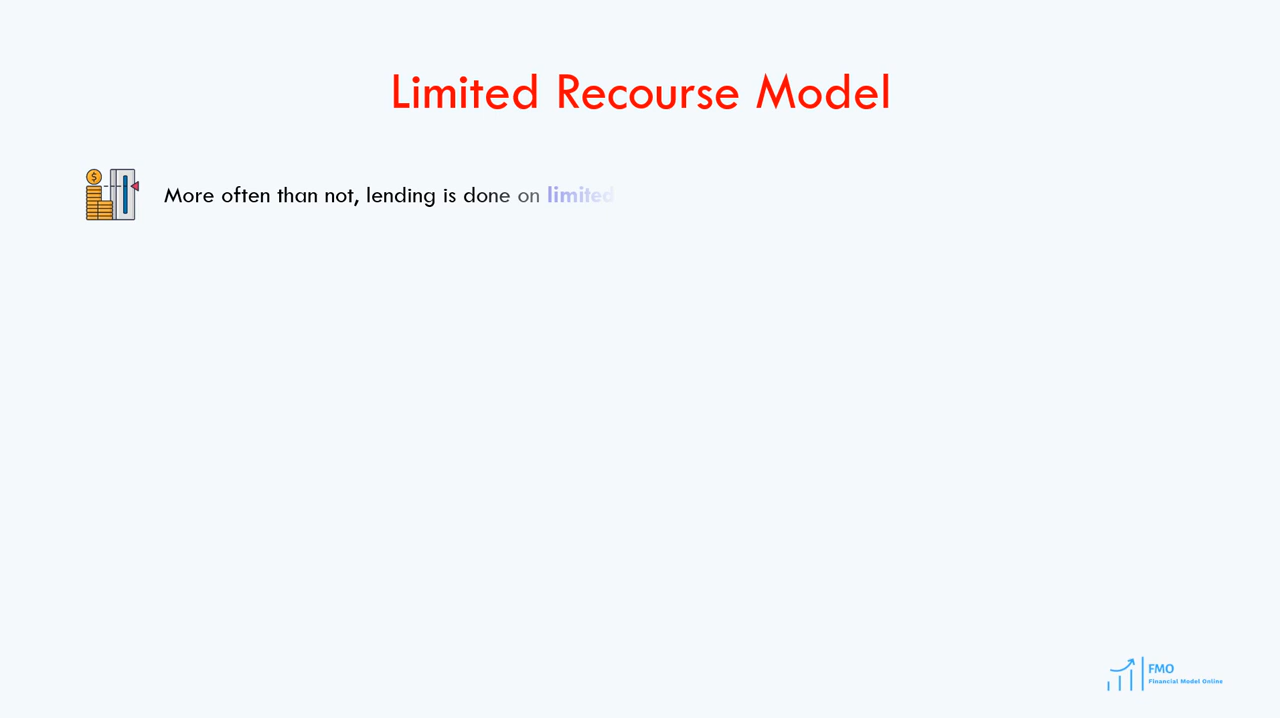 Limited Recourse Model
$
More often than not, lending is done on limited
FMO
Financial Model Online